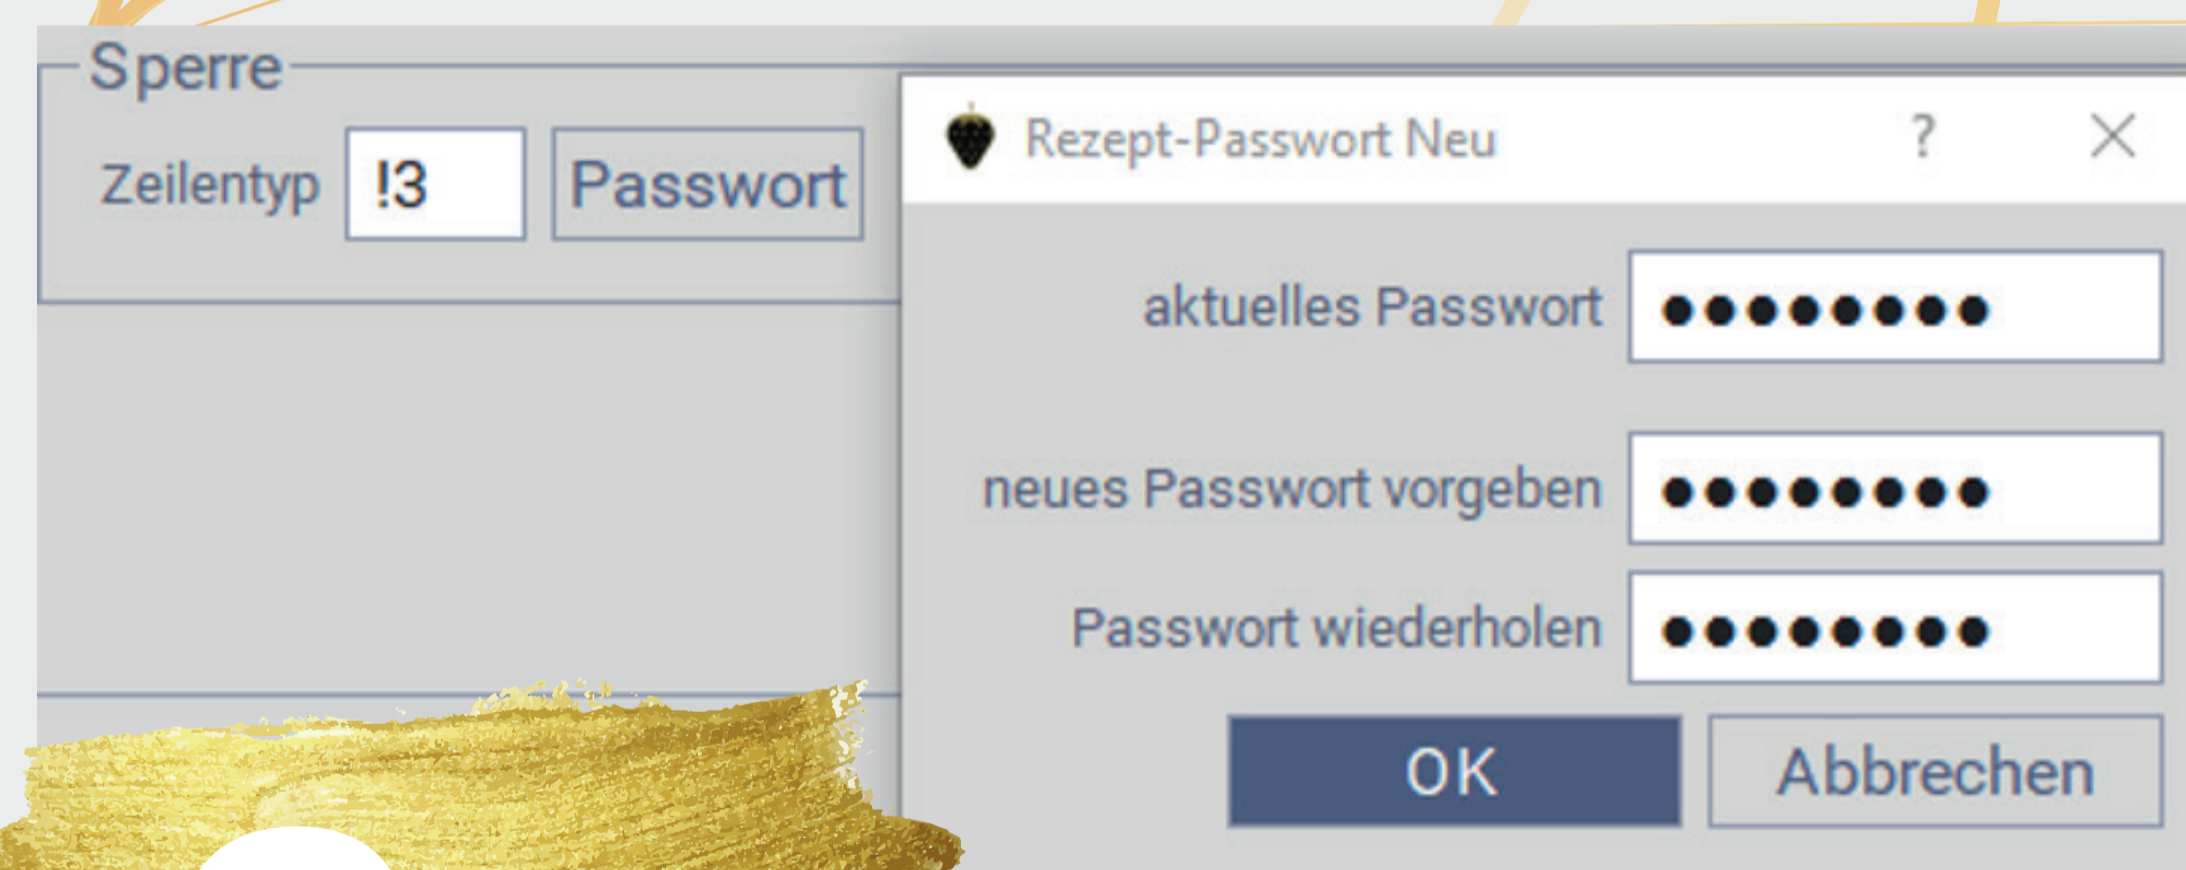 Sperre
Zeilentyp !3 Passwort
Rezept-Passwort Neu ? ×
aktuelles Passwort ●●●●●●●●
neues Passwort vorgeben ●●●●●●●●
Passwort wiederholen ●●●●●●●●
OK Abbrechen